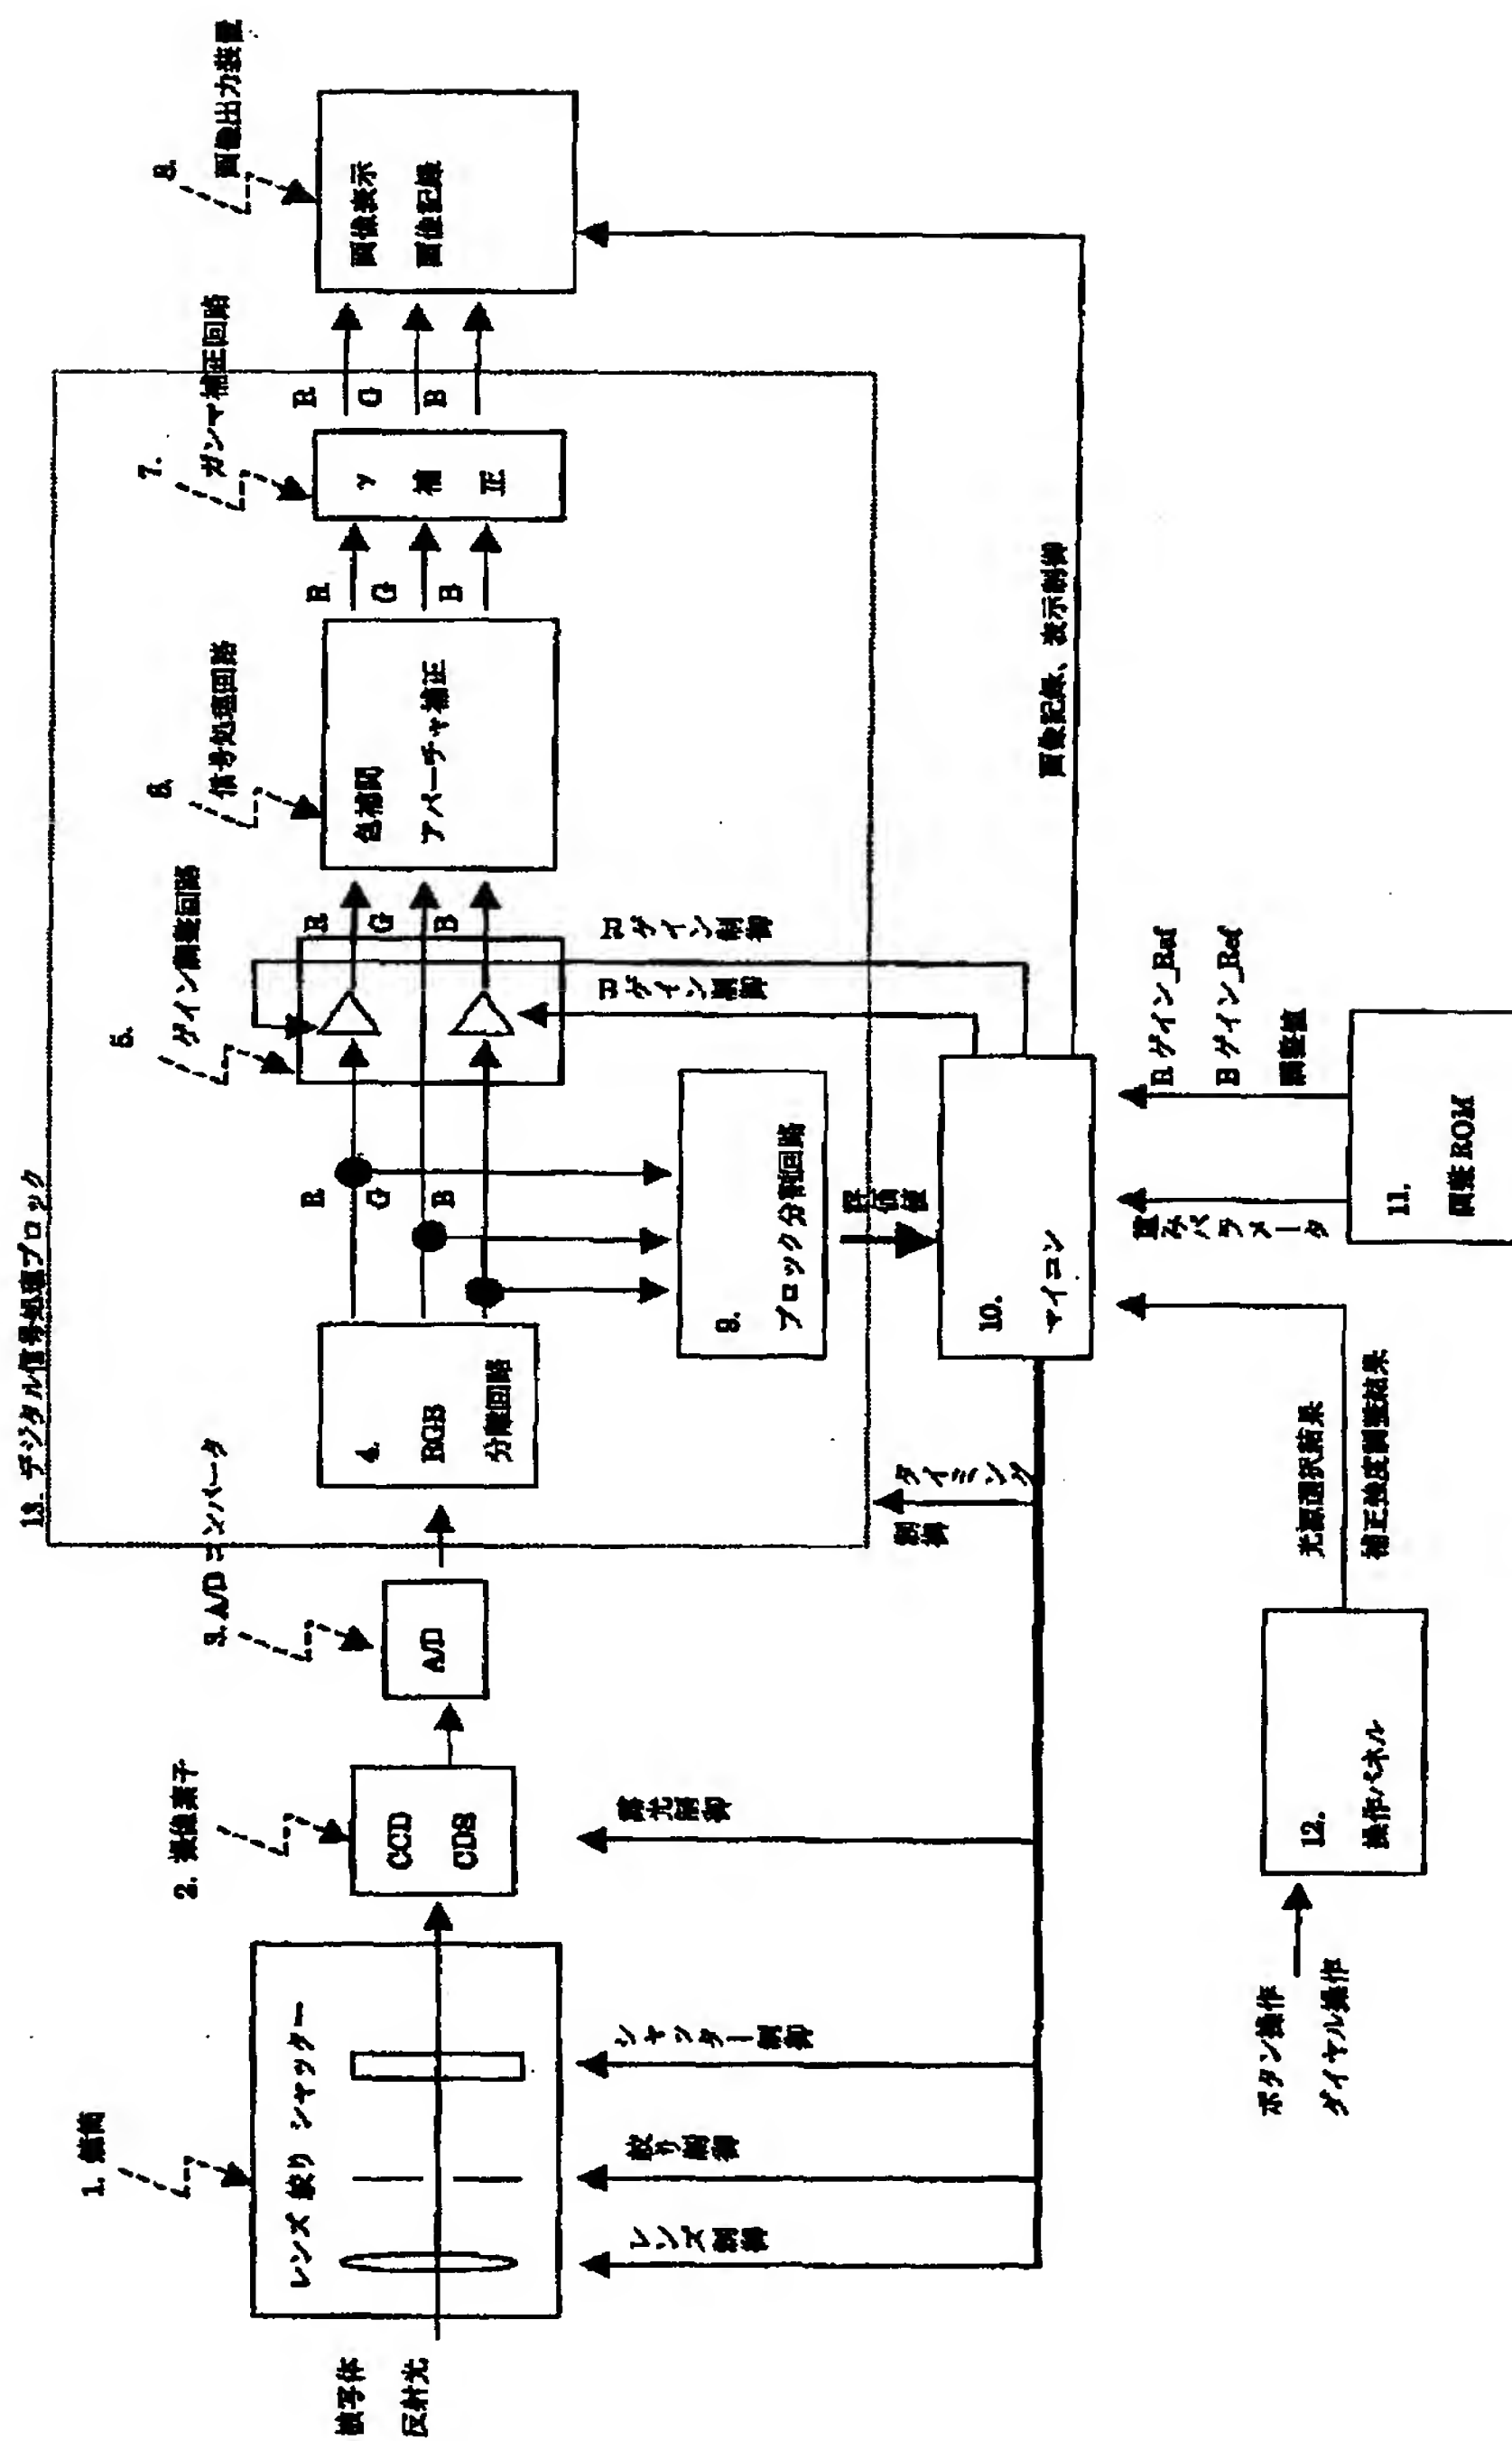 13. デジタル信号処理ブロック
1. 鏡筒
レンズ 絞り シャッター
被写体
反射光
2. 撮像素子
CCD
CDS
3. A/D コンバータ
A/D
4.
RGB
分離回路
R
G
B
5.
ゲイン調整回路
R
G
B
6.
信号処理回路
色補間
アパーチャ補正
R
G
B
7.
ガンマ補正回路
γ
補
正
R
G
B
8.
画像出力装置
画像表示
画像記録
Rゲイン制御
Bゲイン制御
9.
ブロック分割回路
評価値
10.
マイコン
タイミング
制御
画像記録、表示制御
レンズ制御
絞り制御
シャッター制御
露光制御
R ゲイン_Ref
B ゲイン_Ref
調整値
重みパラメータ
11.
調整 ROM
光源選択結果
補正強度調整結果
12.
操作パネル
ボタン操作
ダイヤル操作